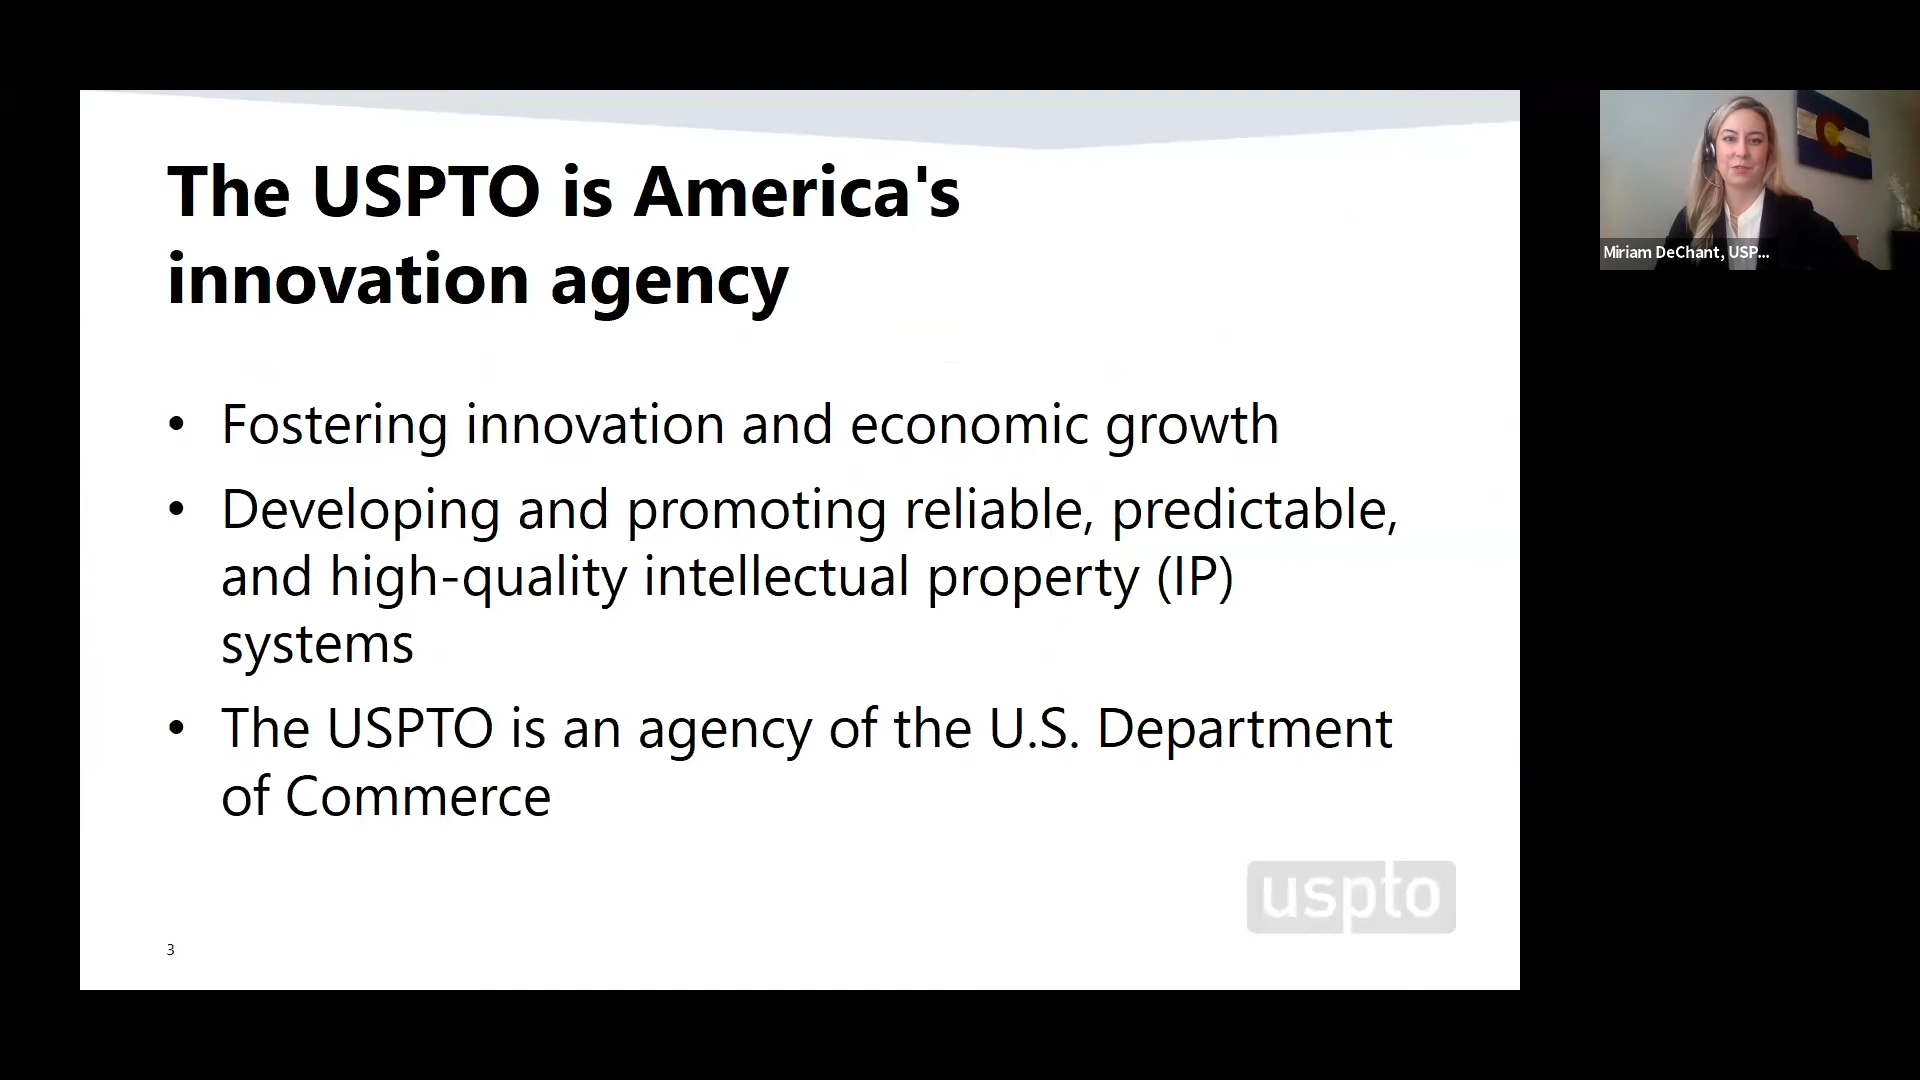 The USPTO is America's
innovation agency
• Fostering innovation and economic growth
• Developing and promoting reliable, predictable,
and high-quality intellectual property (IP)
systems
• The USPTO is an agency of the U.S. Department
of Commerce
uspto
3
Miriam DeChant, USP...